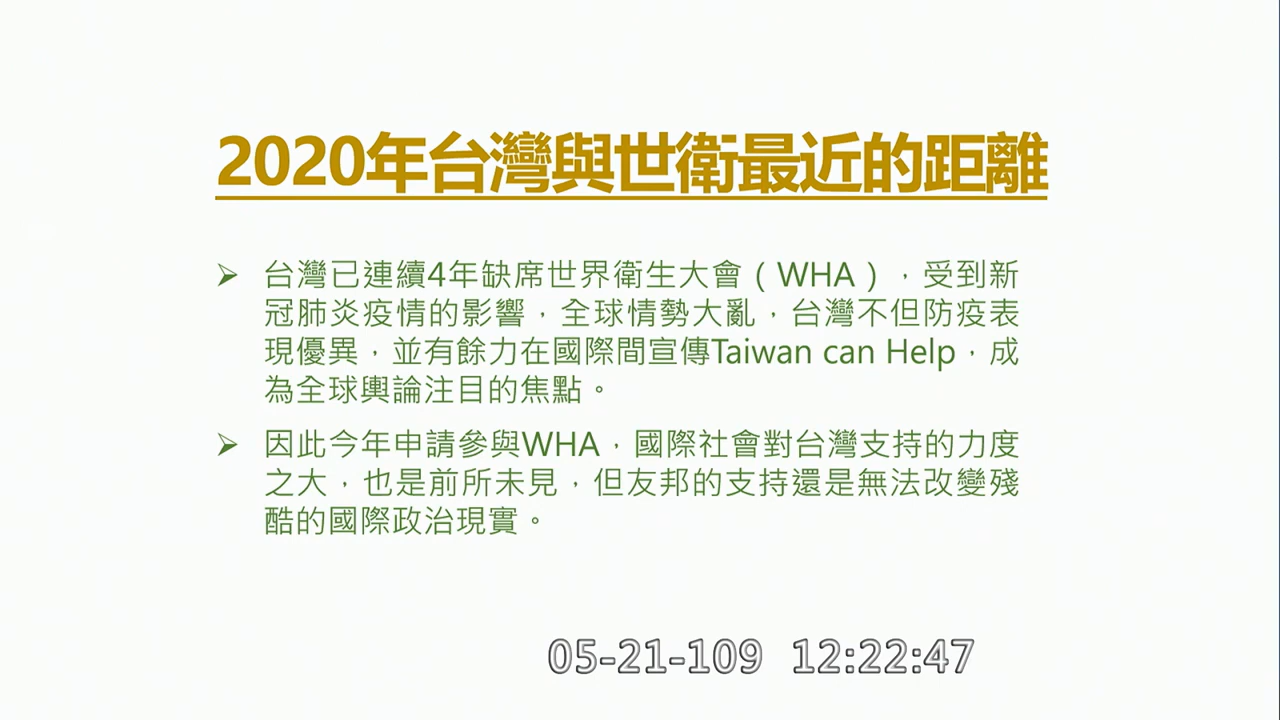 2020年台灣與世衛最近的距離
➢ 台灣已連續4年缺席世界衛生大會（WHA），受到新
冠肺炎疫情的影響，全球情勢大亂，台灣不但防疫表
現優異，並有餘力在國際間宣傳Taiwan can Help，成
為全球輿論注目的焦點。
➢ 因此今年申請參與WHA，國際社會對台灣支持的力度
之大，也是前所未見，但友邦的支持還是無法改變殘
酷的國際政治現實。
05-21-109 12:22:47